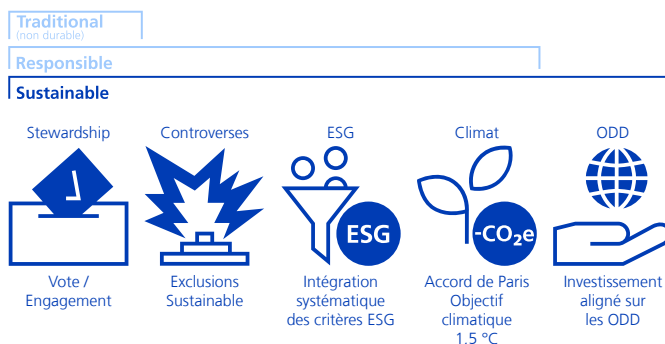 Traditional
(non durable)
Responsible
Sustainable
Stewardship
Controverses
ESG
Climat
ODD
ESG
-CO₂e
Vote /
Engagement
Exclusions
Sustainable
Intégration
systématique
des critères ESG
Accord de Paris
Objectif
climatique
1.5 °C
Investissement
aligné sur
les ODD